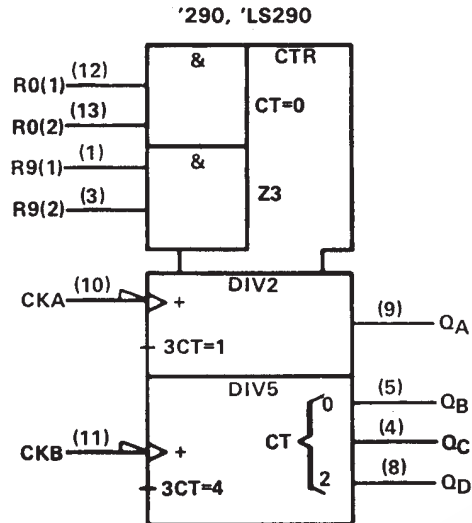 '290, 'LS290
& CTR
R0(1) (12)
CT=0
R0(2) (13)
R9(1) (1) &
R9(2) (3) Z3
DIV2
CKA (10) +
(9) QA
3CT=1
DIV5
0 (5) QB
CKB (11) + CT (4) QC
2 (8) QD
3CT=4